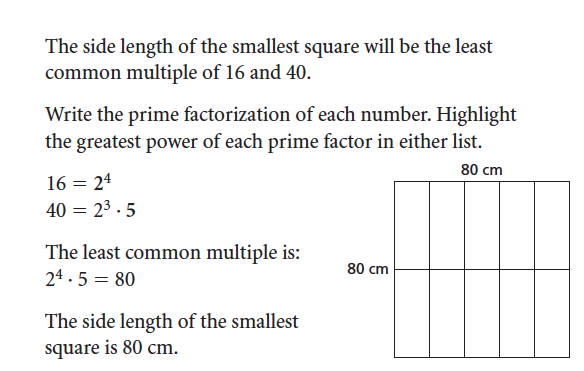 The side length of the smallest square will be the least
common multiple of 16 and 40.
Write the prime factorization of each number. Highlight
the greatest power of each prime factor in either list.
80 cm
16 = 2⁴
40 = 2³ · 5
The least common multiple is:
80 cm
2⁴ · 5 = 80
The side length of the smallest
square is 80 cm.